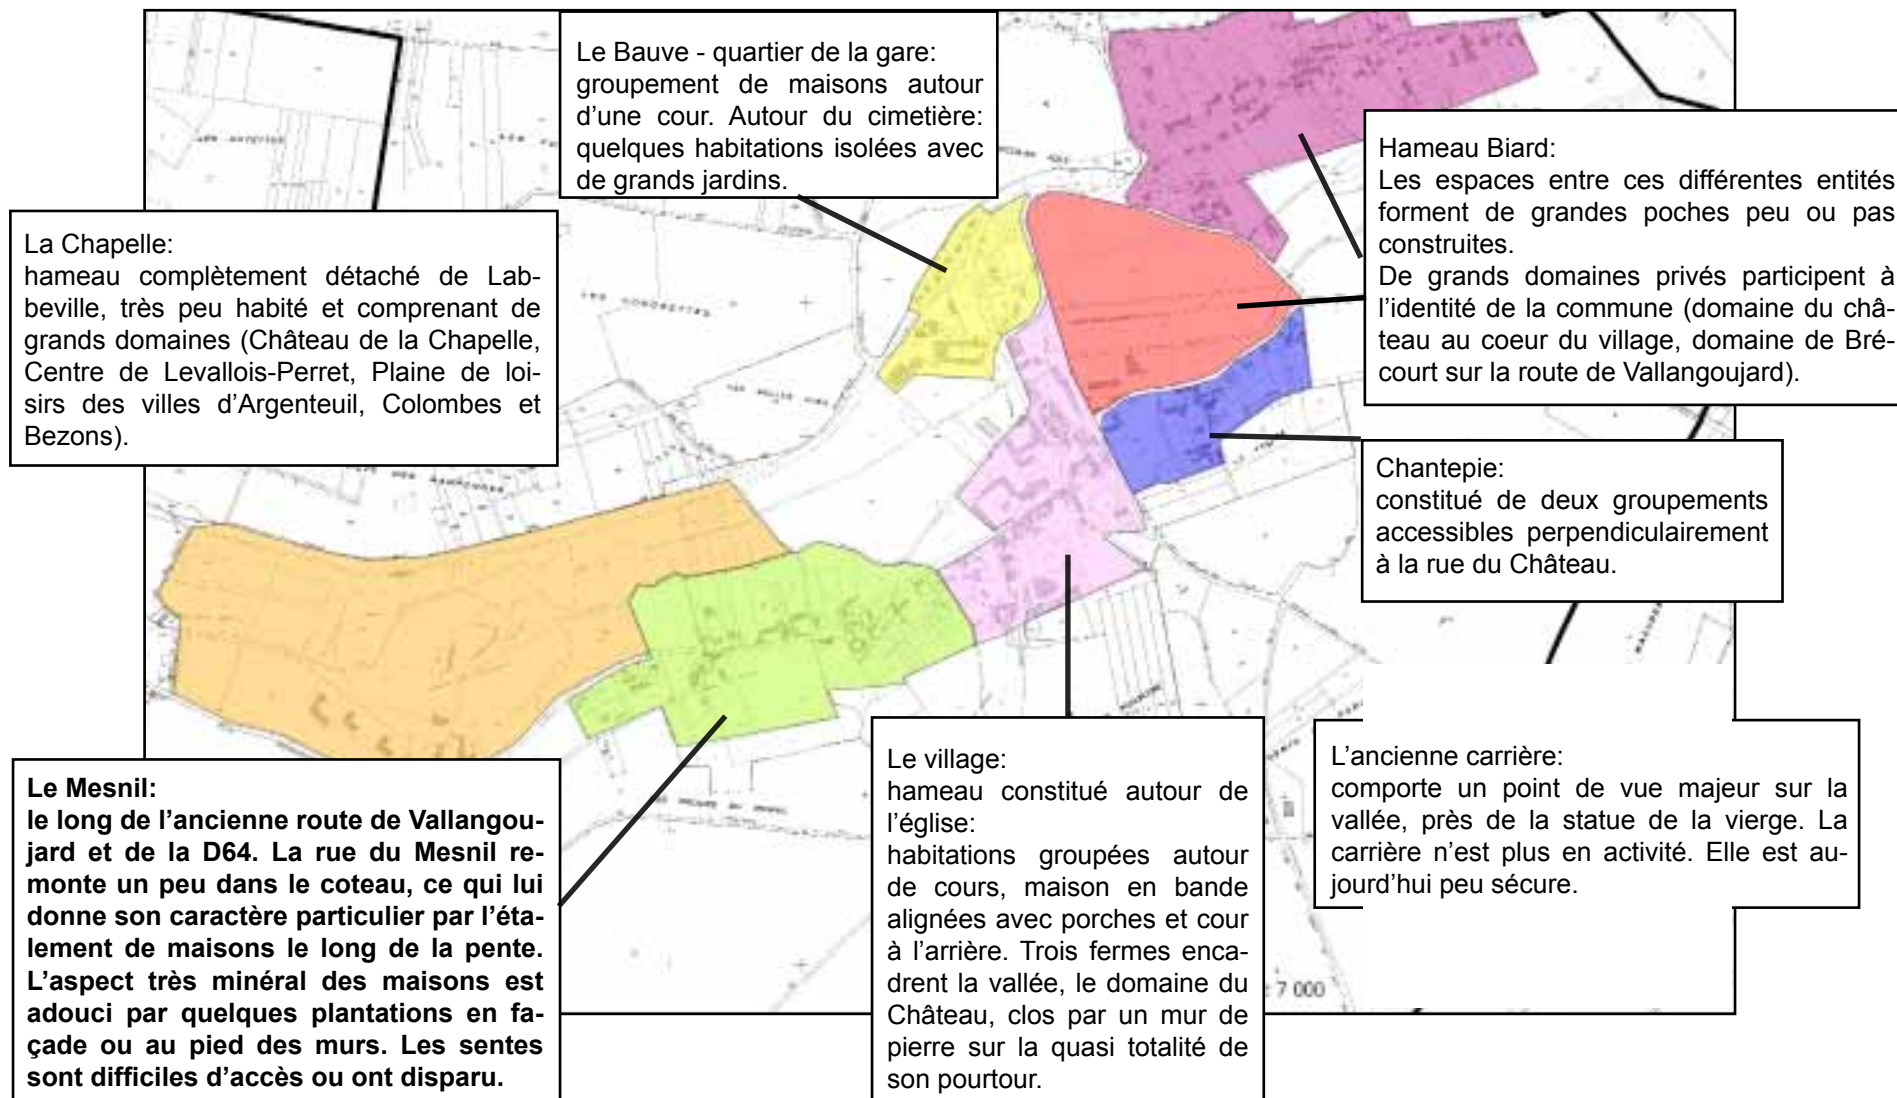 Le Bauve - quartier de la gare:
groupement de maisons autour
d’une cour. Autour du cimetière:
quelques habitations isolées avec
de grands jardins.
Hameau Biard:
Les espaces entre ces différentes entités
forment de grandes poches peu ou pas
construites.
De grands domaines privés participent à
l’identité de la commune (domaine du châ-
teau au coeur du village, domaine de Bré-
court sur la route de Vallangoujard).
La Chapelle:
hameau complètement détaché de Lab-
beville, très peu habité et comprenant de
grands domaines (Château de la Chapelle,
Centre de Levallois-Perret, Plaine de loi-
sirs des villes d’Argenteuil, Colombes et
Bezons).
Chantepie:
constitué de deux groupements
accessibles perpendiculairement
à la rue du Château.
Le Mesnil:
le long de l’ancienne route de Vallangou-
jard et de la D64. La rue du Mesnil re-
monte un peu dans le coteau, ce qui lui
donne son caractère particulier par l’éta-
lement de maisons le long de la pente.
L’aspect très minéral des maisons est
adouci par quelques plantations en fa-
çade ou au pied des murs. Les sentes
sont difficiles d’accès ou ont disparu.
Le village:
hameau constitué autour de
l’église:
habitations groupées autour
de cours, maison en bande
alignées avec porches et cour
à l’arrière. Trois fermes enca-
drent la vallée, le domaine du
Château, clos par un mur de
pierre sur la quasi totalité de
son pourtour.
L’ancienne carrière:
comporte un point de vue majeur sur la
vallée, près de la statue de la vierge. La
carrière n’est plus en activité. Elle est au-
jourd’hui peu sécure.
7 000